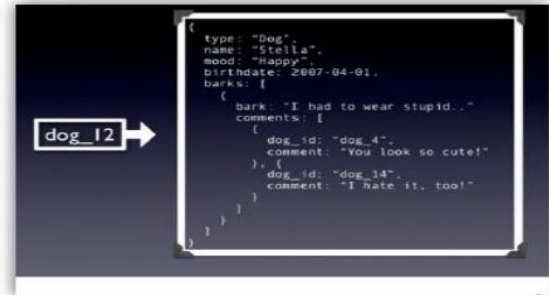 {
type: "Dog",
name: "Stella",
mood: "Happy",
birthdate: 2007-04-01,
barks: [
{
bark: "I had to wear stupid.."
comments: [
{
dog_id: "dog_4",
comment: "You look so cute!"
}, {
dog_id: "dog_14",
comment: "I hate it, too!"
}
]
}
]
}
dog_12